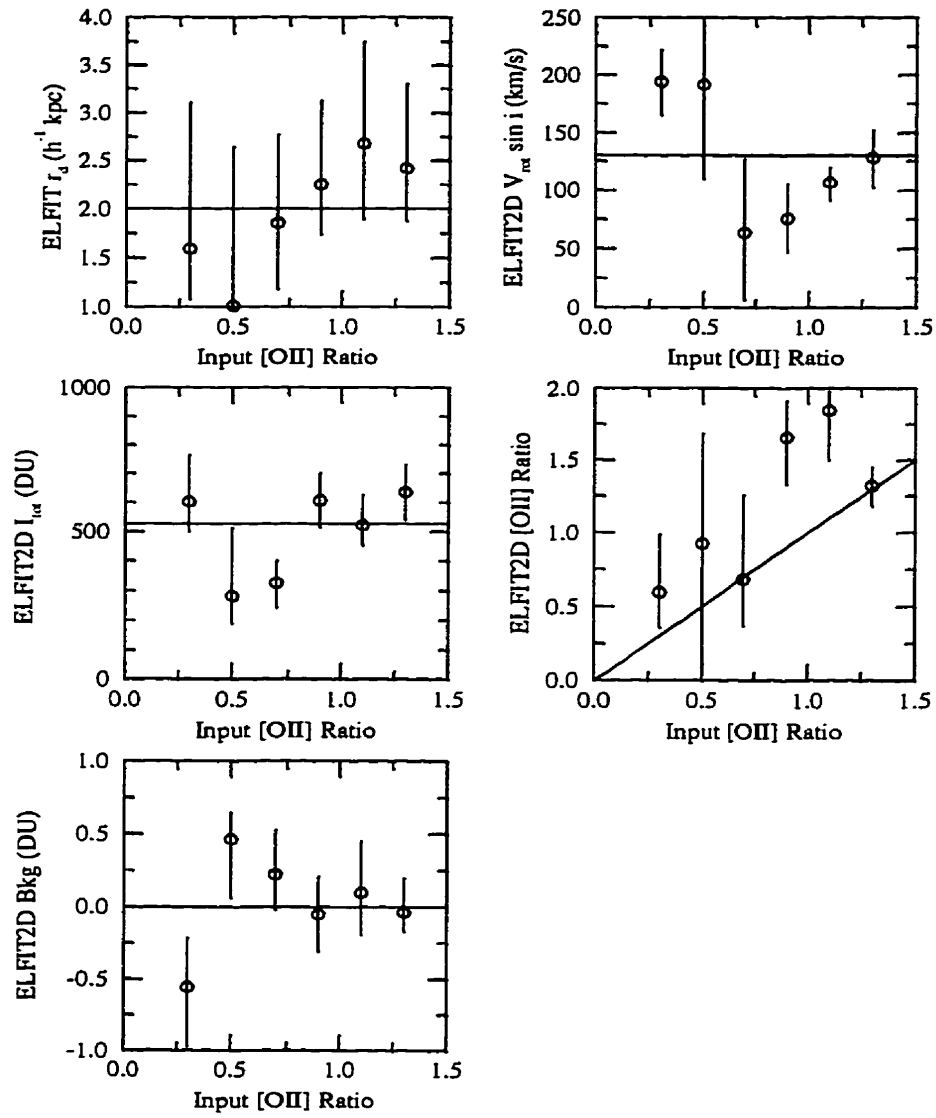 4.0
3.5
3.0
2.5
2.0
1.5
1.0
ELFIT r_d (h^-1 kpc)
0.0 0.5 1.0 1.5
Input [OII] Ratio
250
200
150
100
50
0
ELFIT2D V_rot sin i (km/s)
0.0 0.5 1.0 1.5
Input [OII] Ratio
1000
500
0
ELFIT2D I_tot (DU)
0.0 0.5 1.0 1.5
Input [OII] Ratio
2.0
1.5
1.0
0.5
0.0
ELFIT2D [OII] Ratio
0.0 0.5 1.0 1.5
Input [OII] Ratio
1.0
0.5
0.0
-0.5
-1.0
ELFIT2D Bkg (DU)
0.0 0.5 1.0 1.5
Input [OII] Ratio